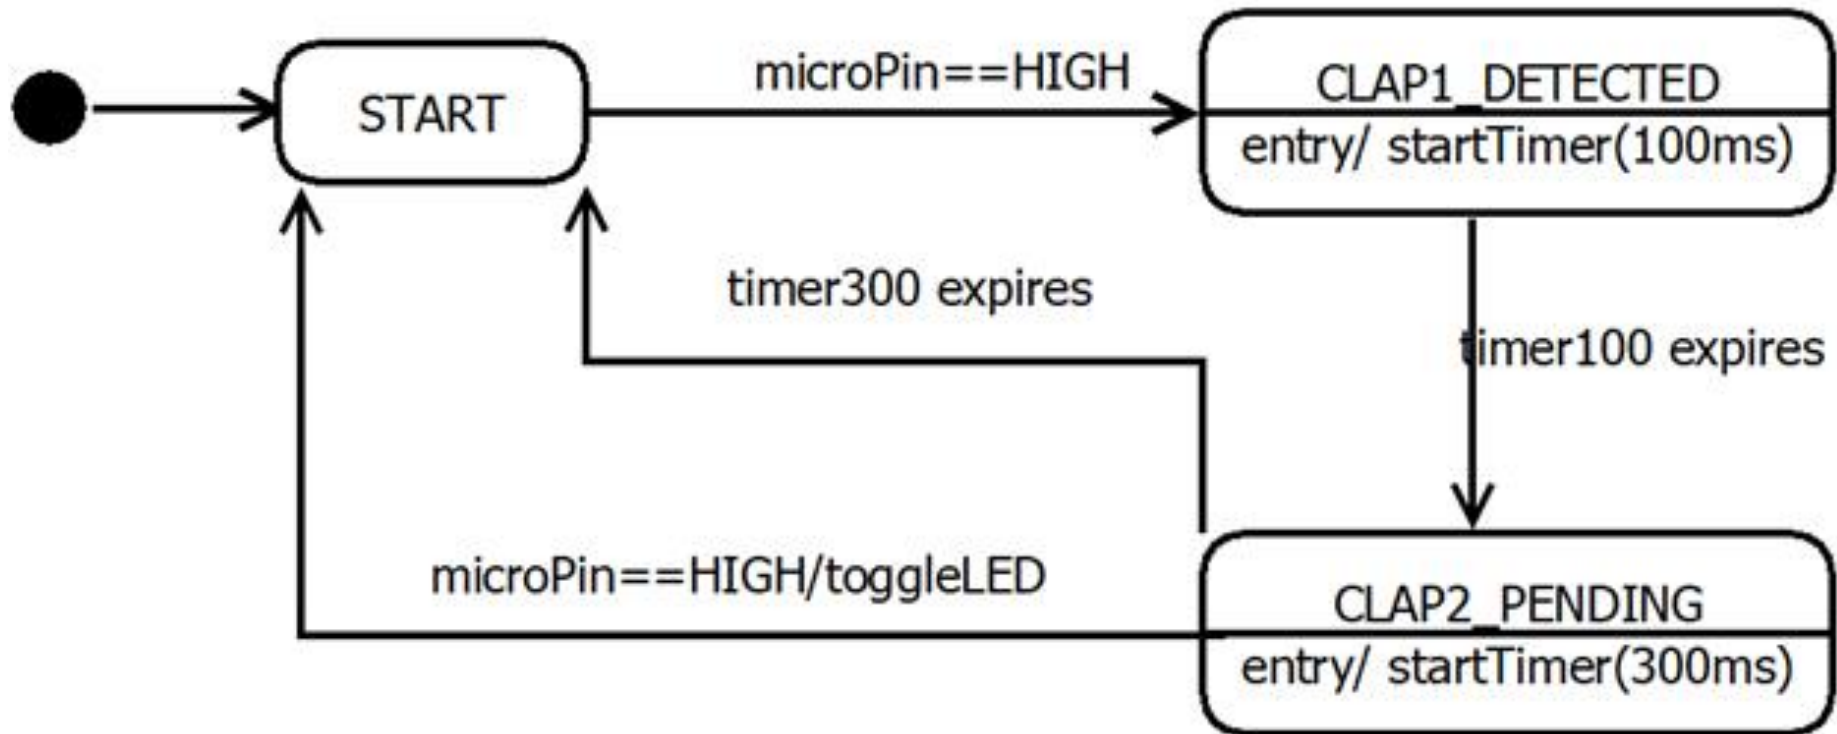 START
microPin==HIGH
CLAP1_DETECTED
entry/ startTimer(100ms)
timer300 expires
timer100 expires
microPin==HIGH/toggleLED
CLAP2_PENDING
entry/ startTimer(300ms)